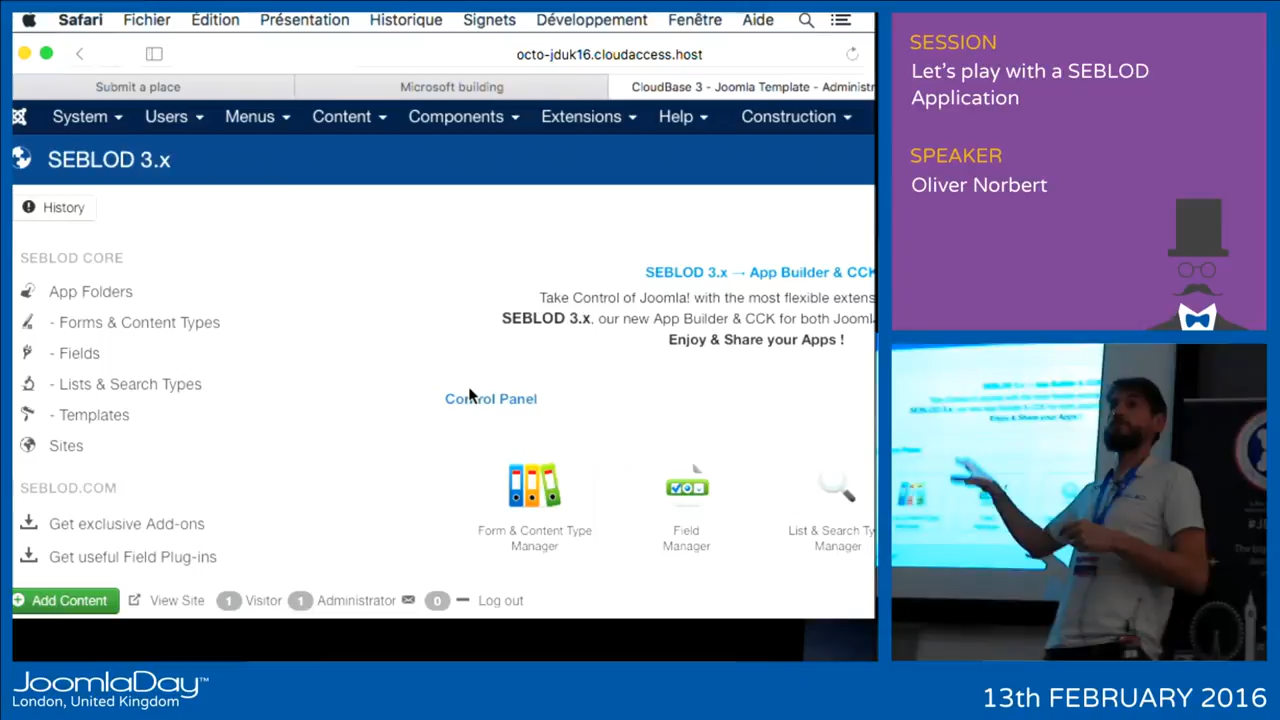 Safari Fichier Édition Présentation Historique Signets Développement Fenêtre Aide
octo-jduk16.cloudaccess.host
Submit a place Microsoft building CloudBase 3 - Joomla Template - Administr
System Users Menus Content Components Extensions Help Construction
SEBLOD 3.x
History
SEBLOD CORE
App Folders
- Forms & Content Types
- Fields
- Lists & Search Types
- Templates
Sites
SEBLOD.COM
Get exclusive Add-ons
Get useful Field Plug-ins
SEBLOD 3.x → App Builder & CCK
Take Control of Joomla! with the most flexible extens
SEBLOD 3.x, our new App Builder & CCK for both Jooml
Enjoy & Share your Apps !
Control Panel
Form & Content Type
Manager
Field
Manager
List & Search Ty
Manager
Add Content View Site 1 Visitor 1 Administrator 0 Log out
SESSION
Let's play with a SEBLOD
Application
SPEAKER
Oliver Norbert
JoomlaDay™
London, United Kingdom
13th FEBRUARY 2016